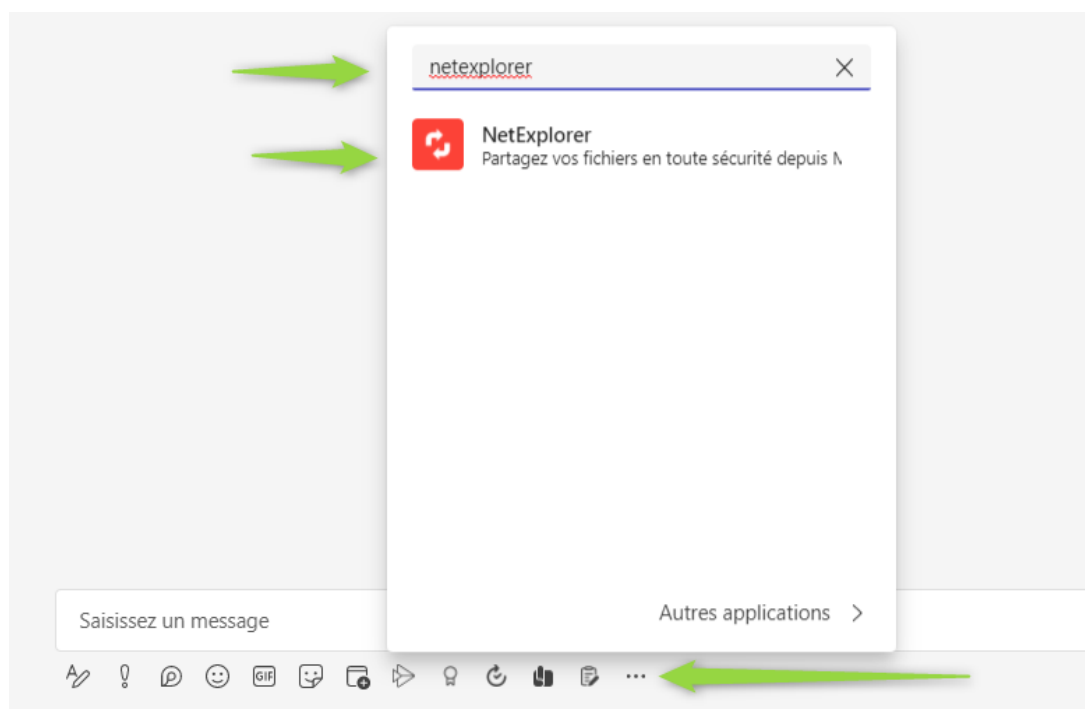 netexplorer
NetExplorer
Partagez vos fichiers en toute sécurité depuis
Autres applications
Saisissez un message
GIF